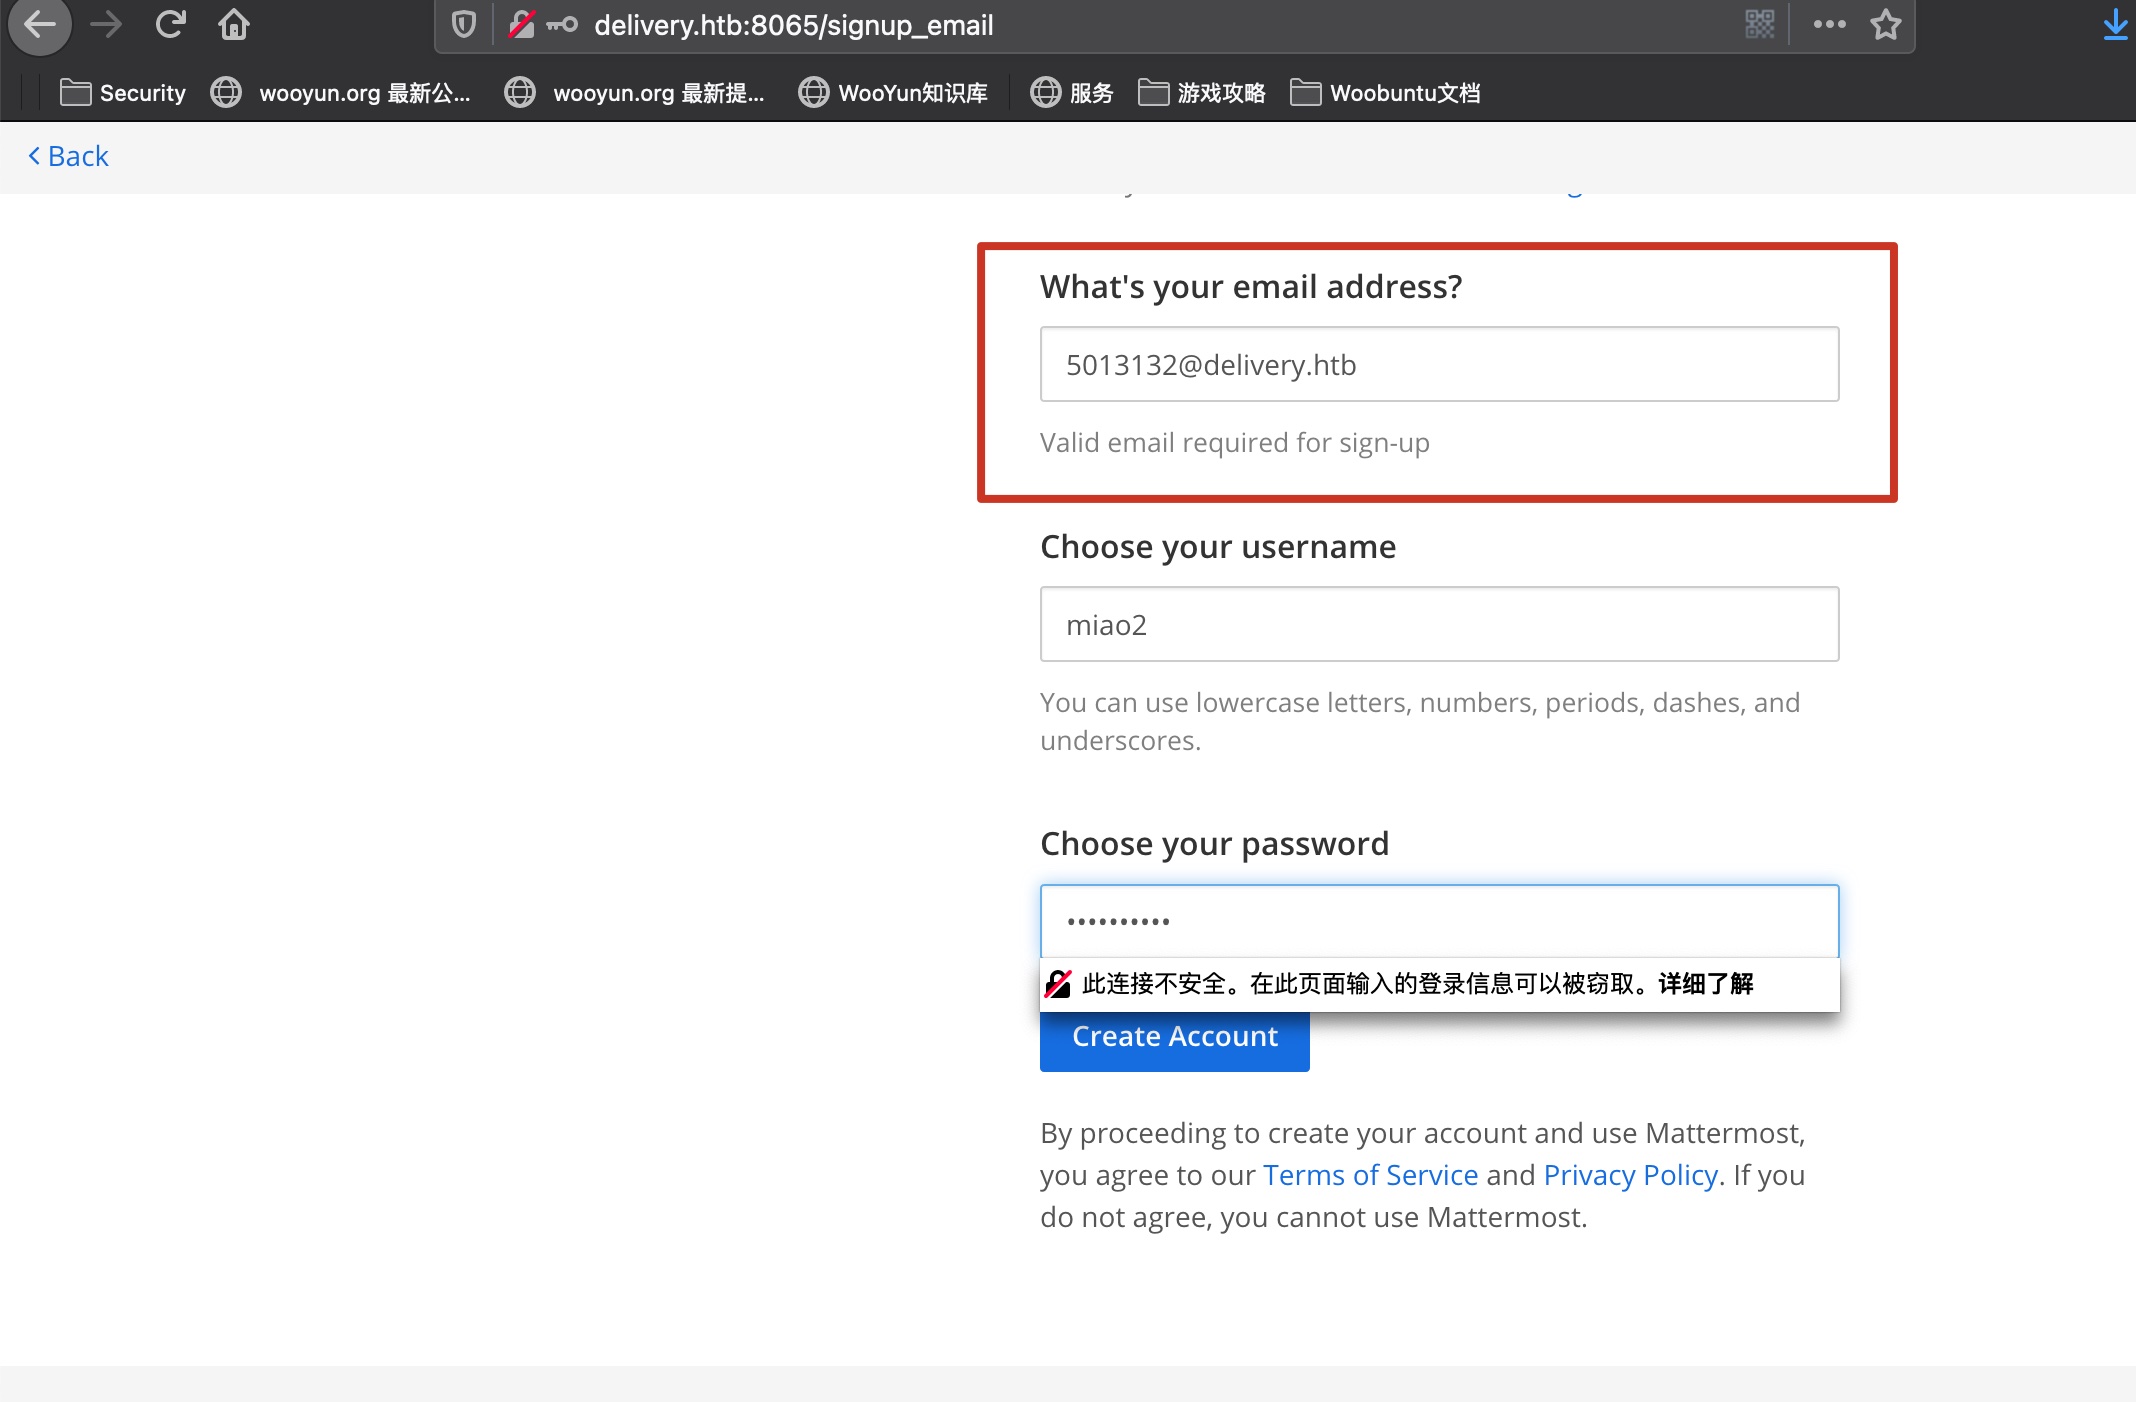 delivery.htb:8065/signup_email
Security wooyun.org 最新公... wooyun.org 最新提... WooYun知识库 服务 游戏攻略 Woobuntu文档
Back
What's your email address?
5013132@delivery.htb
Valid email required for sign-up
Choose your username
miao2
You can use lowercase letters, numbers, periods, dashes, and
underscores.
Choose your password
••••••••••
此连接不安全。在此页面输入的登录信息可以被窃取。详细了解
Create Account
By proceeding to create your account and use Mattermost,
you agree to our Terms of Service and Privacy Policy. If you
do not agree, you cannot use Mattermost.